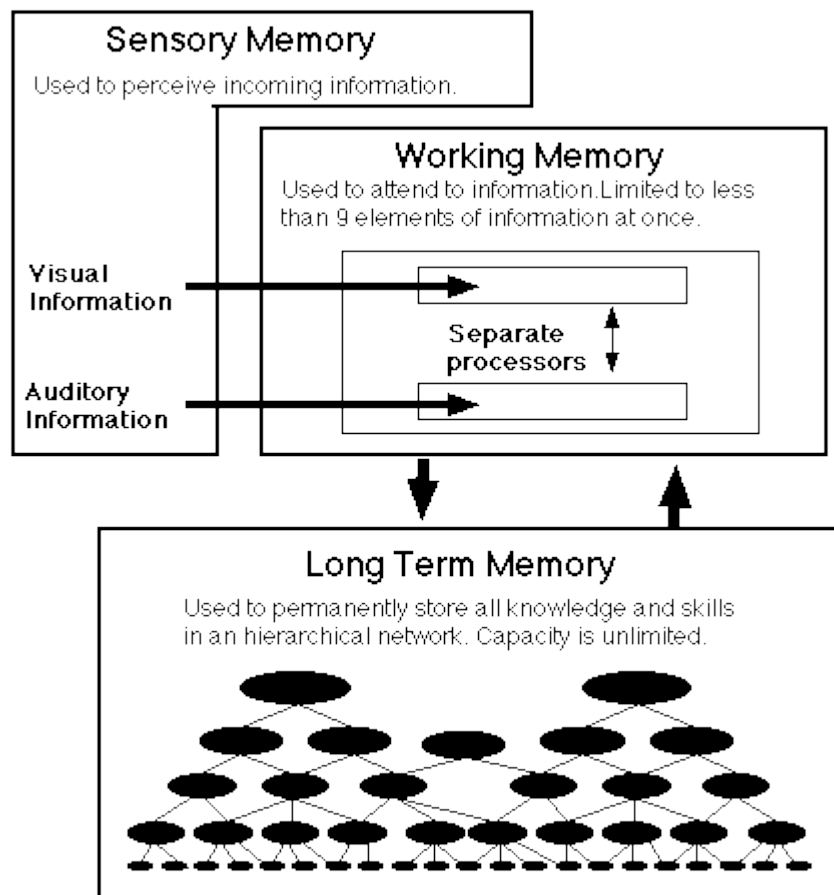 Sensory Memory
Used to perceive incoming information.
Working Memory
Used to attend to information.Limited to less
than 9 elements of information at once.
Visual
Information
Separate
processors
Auditory
Information
Long Term Memory
Used to permanently store all knowledge and skills
in an hierarchical network. Capacity is unlimited.